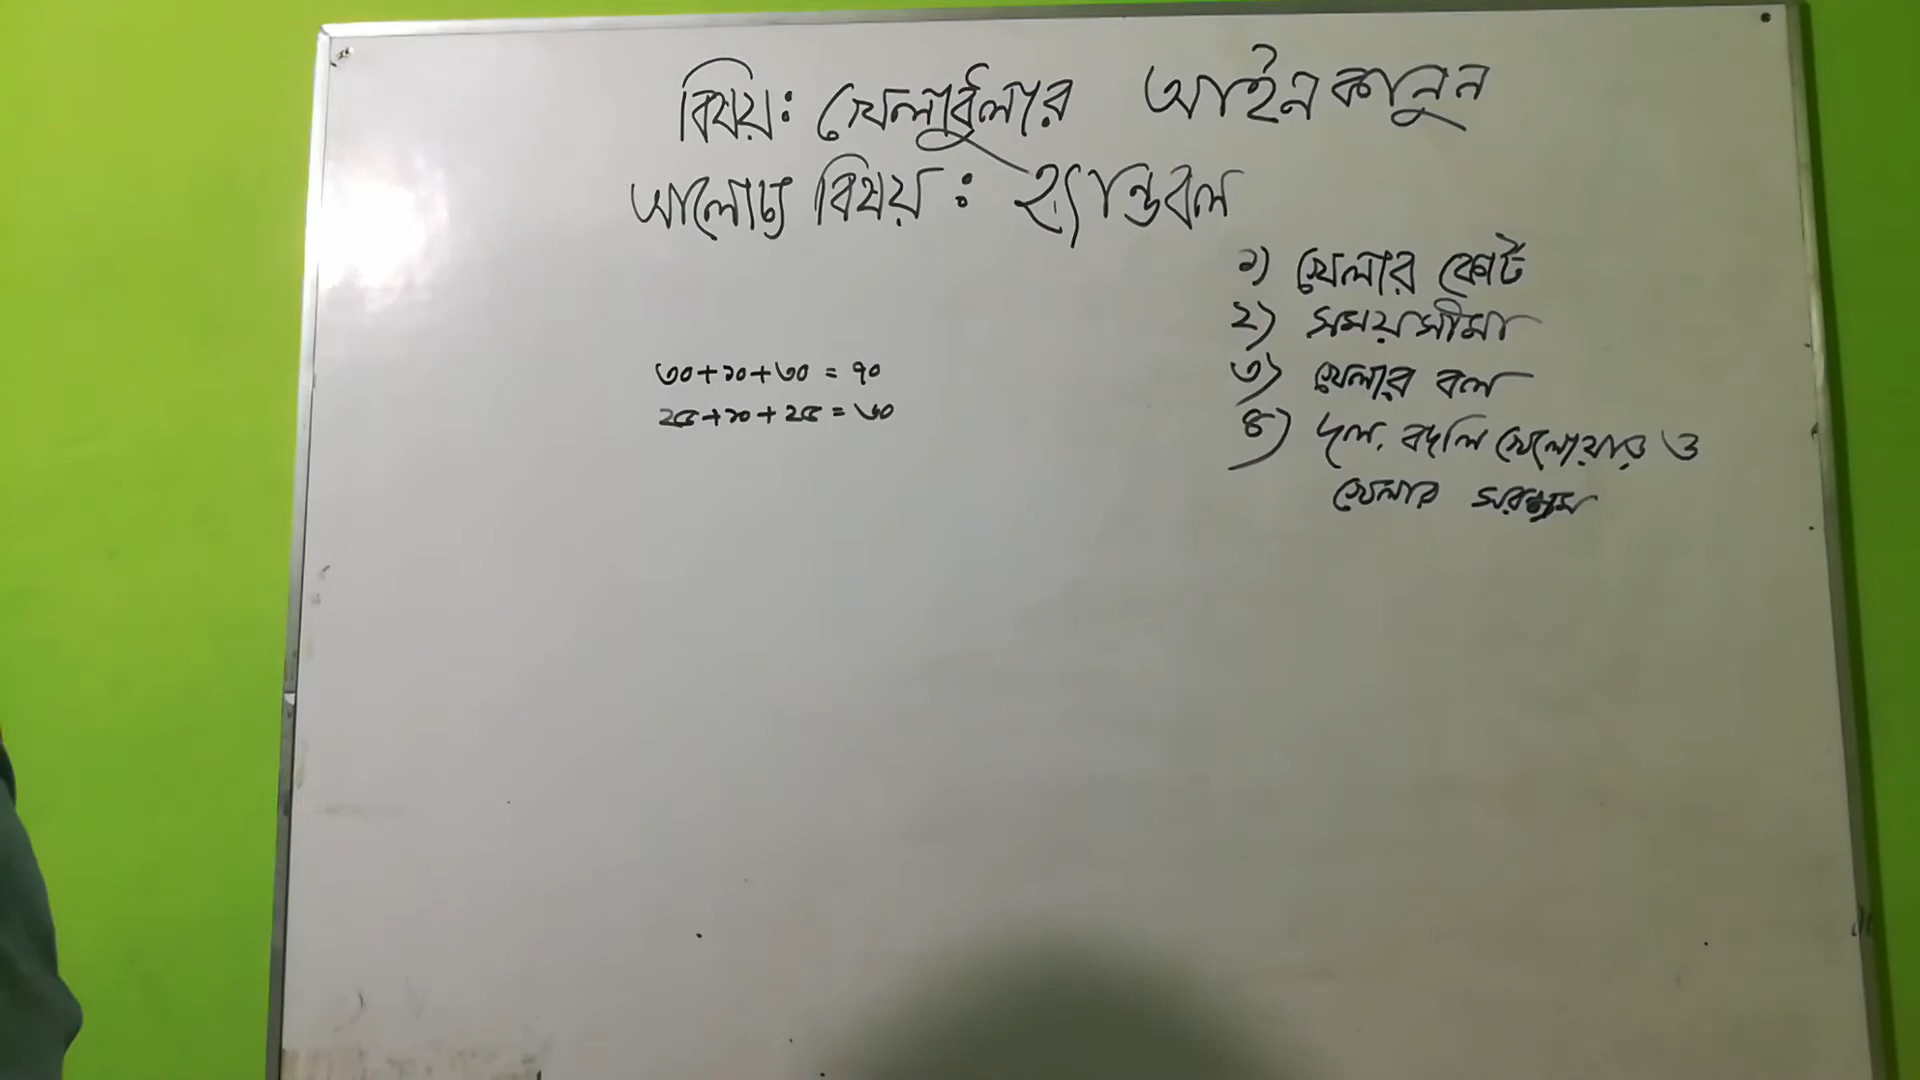 বিষয়ঃ খেলাধুলার আইন কানুন
আলোচ্য বিষয় : হ্যান্ডবল
১) খেলার কোর্ট
২) সময়সীমা
৩) খেলার বল
৪) দল, বদলি খেলোয়ার ও
খেলার সরঞ্জাম
৩০+১০+৩০ = ৭০
২৫+১০+২৫ = ৬০